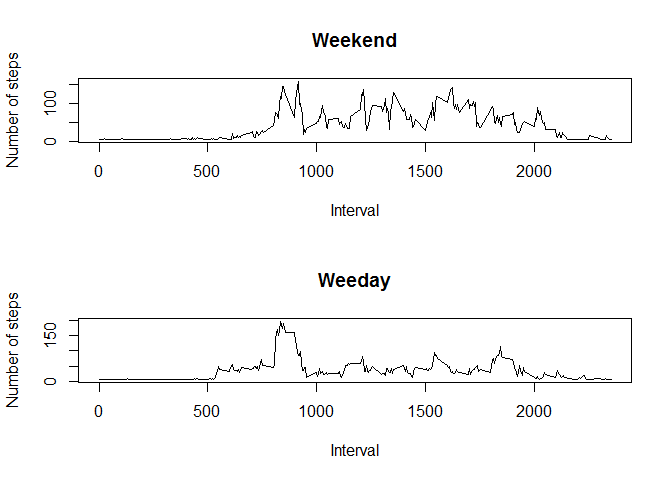 Weekend
Number of steps
100
0
0 500 1000 1500 2000
Interval
Weeday
Number of steps
150
0
0 500 1000 1500 2000
Interval